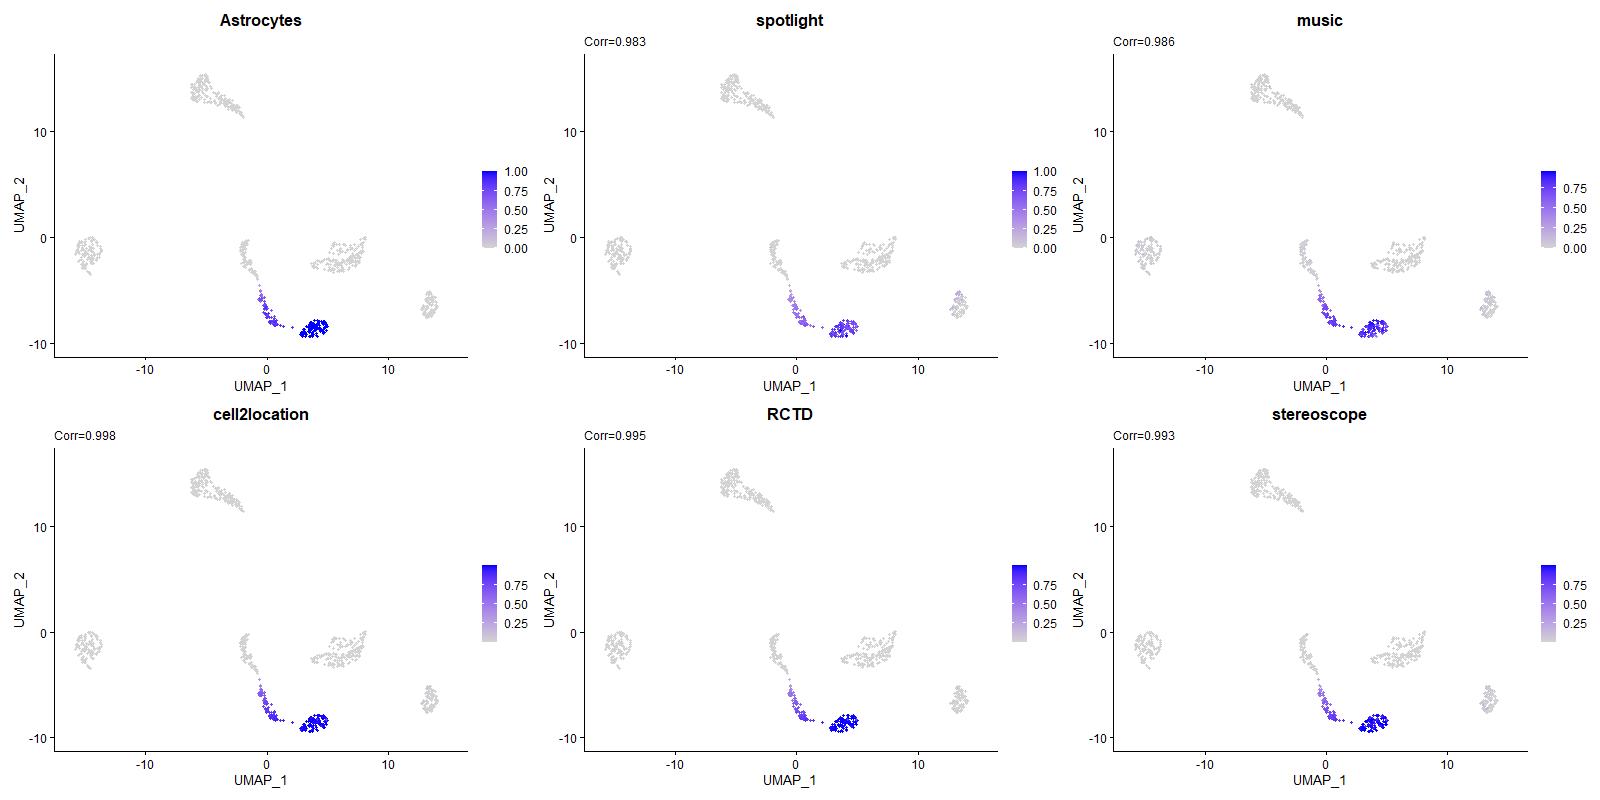 Astrocytes
spotlight
music
Corr=0.983
Corr=0.986
UMAP_2
10
0
-10
1.00
0.75
0.50
0.25
0.00
-10
0
10
UMAP_1
UMAP_2
10
0
-10
1.00
0.75
0.50
0.25
0.00
-10
0
10
UMAP_1
UMAP_2
10
0
-10
0.75
0.50
0.25
0.00
-10
0
10
UMAP_1
cell2location
RCTD
stereoscope
Corr=0.998
Corr=0.995
Corr=0.993
UMAP_2
10
0
-10
0.75
0.50
0.25
-10
0
10
UMAP_1
UMAP_2
10
0
-10
0.75
0.50
0.25
-10
0
10
UMAP_1
UMAP_2
10
0
-10
0.75
0.50
0.25
-10
0
10
UMAP_1